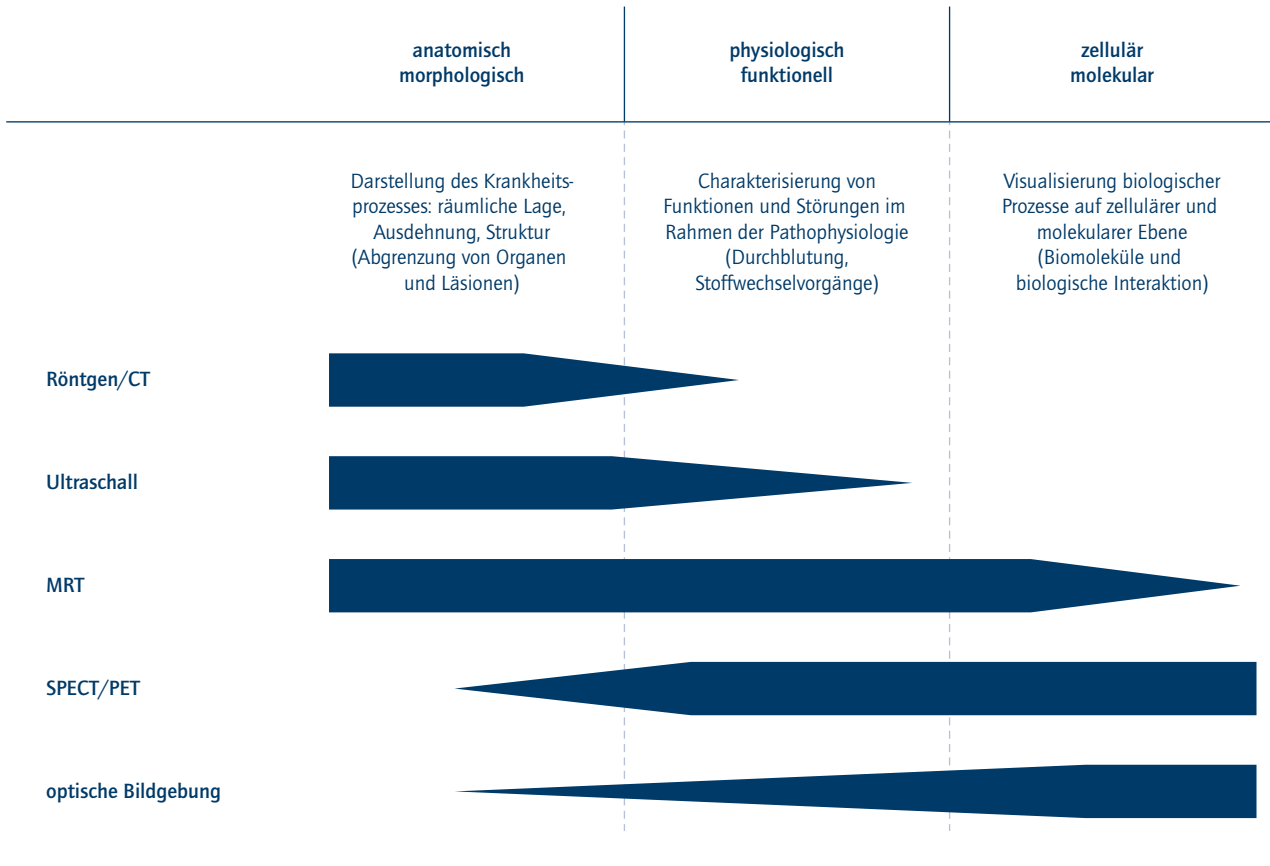 anatomisch
morphologisch
physiologisch
funktionell
zellulär
molekular
Darstellung des Krankheits-
prozesses: räumliche Lage,
Ausdehnung, Struktur
(Abgrenzung von Organen
und Läsionen)
Charakterisierung von
Funktionen und Störungen im
Rahmen der Pathophysiologie
(Durchblutung,
Stoffwechselvorgänge)
Visualisierung biologischer
Prozesse auf zellulärer und
molekularer Ebene
(Biomoleküle und
biologische Interaktion)
Röntgen/CT
Ultraschall
MRT
SPECT/PET
optische Bildgebung